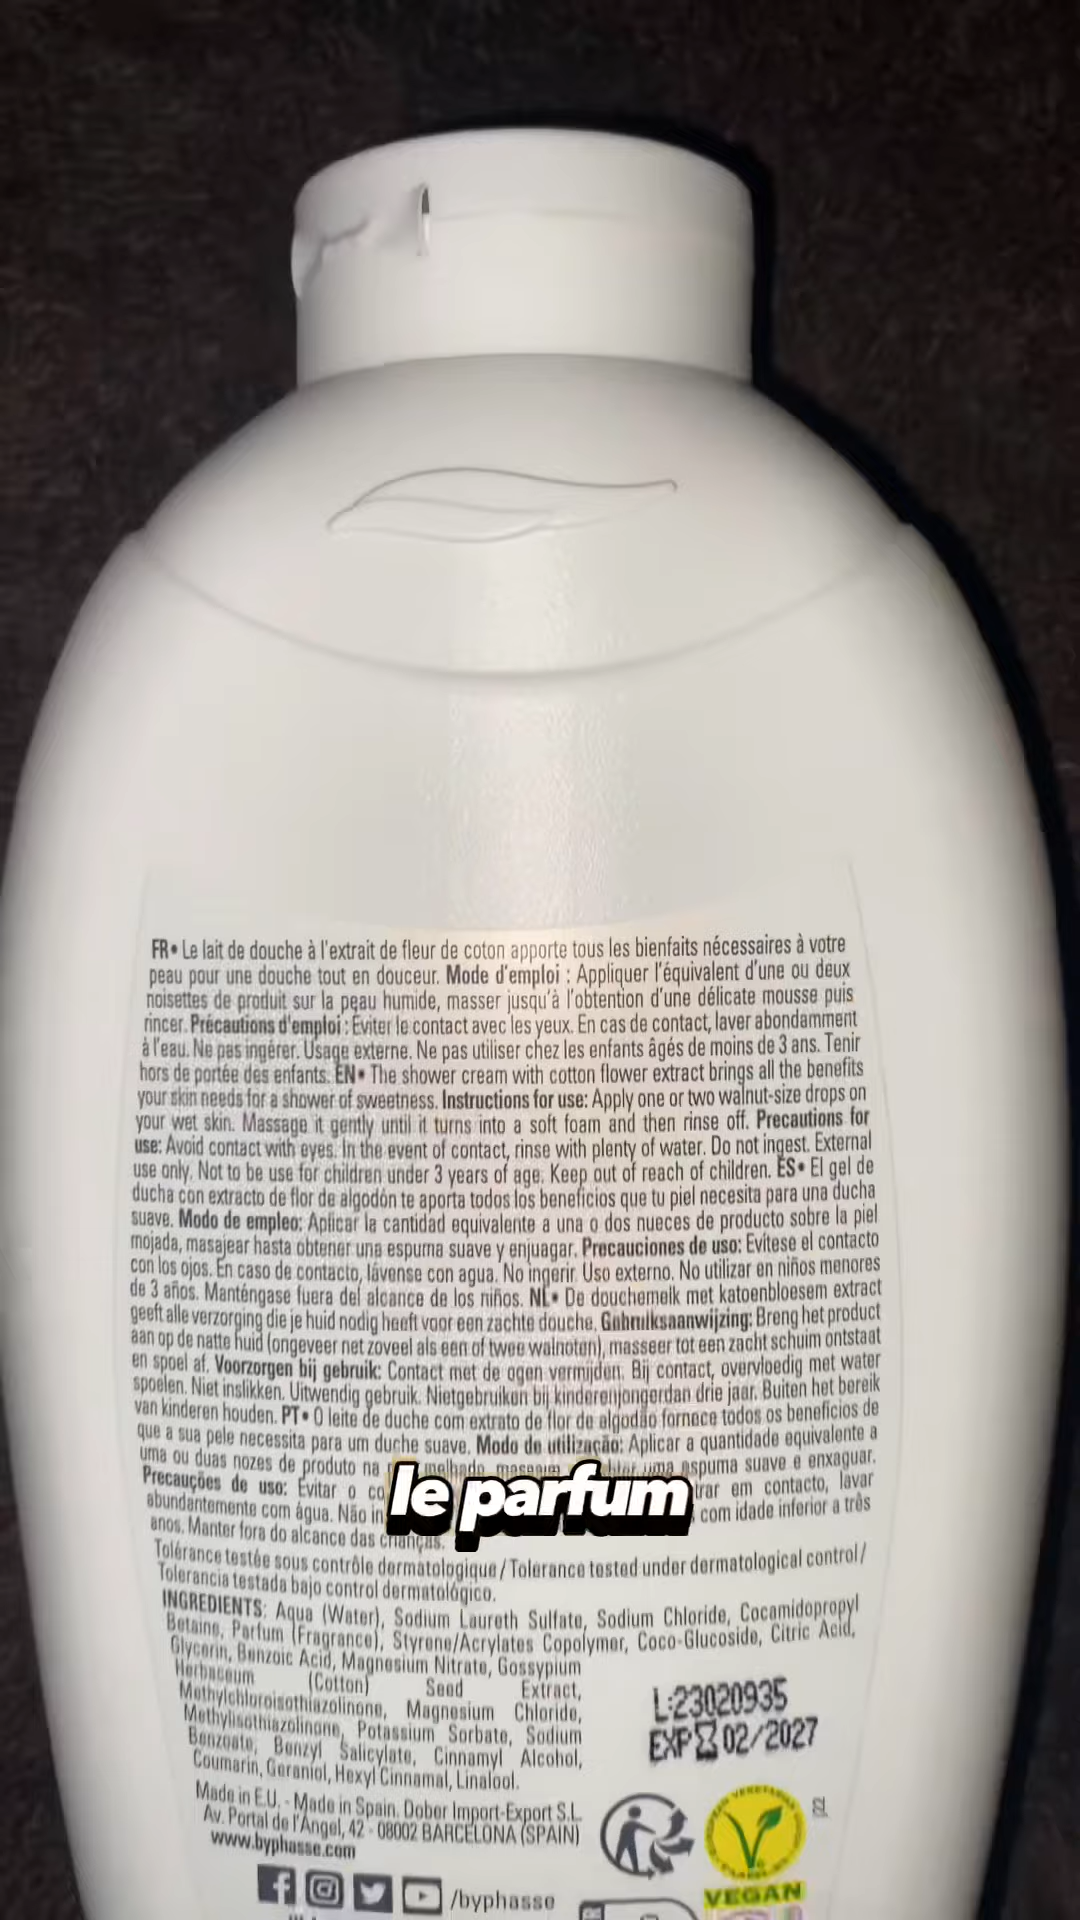 FR• Le lait de douche à l'extrait de fleur de coton apporte tous les bienfaits nécessaires à votre
peau pour une douche tout en douceur. Mode d'emploi : Appliquer l'équivalent d'une ou deux
noisettes de produit sur la peau humide, masser jusqu'à l'obtention d'une délicate mousse puis
rincer. Précautions d'emploi : Eviter le contact avec les yeux. En cas de contact, laver abondamment
à l'eau. Ne pas ingérer. Usage externe. Ne pas utiliser chez les enfants âgés de moins de 3 ans. Tenir
hors de portée des enfants. EN• The shower cream with cotton flower extract brings all the benefits
your skin needs for a shower of sweetness. Instructions for use: Apply one or two walnut-size drops on
your wet skin. Massage it gently until it turns into a soft foam and then rinse off. Precautions for
use: Avoid contact with eyes. In the event of contact, rinse with plenty of water. Do not ingest. External
use only. Not to be use for children under 3 years of age. Keep out of reach of children. ES• El gel de
ducha con extracto de flor de algodón te aporta todos los beneficios que tu piel necesita para una ducha
suave. Modo de empleo: Aplicar la cantidad equivalente a una o dos nueces de producto sobre la piel
mojada, masajear hasta obtener una espuma suave y enjuagar. Precauciones de uso: Evítese el contacto
con los ojos. En caso de contacto, lávense con agua. No ingerir. Uso externo. No utilizar en niños menores
de 3 años. Manténgase fuera del alcance de los niños. NL• De douchemelk met katoenbloesem extract
geeft alle verzorging die je huid nodig heeft voor een zachte douche. Gebruiksaanwijzing: Breng het product
aan op de natte huid (ongeveer net zoveel als een of twee walnoten), masseer tot een zacht schuim ontstaat
en spoel af. Voorzorgen bij gebruik: Contact met de ogen vermijden. Bij contact, overvloedig met water
spoelen. Niet inslikken. Uitwendig gebruik. Nietgebruiken bij kinderenjongerdan drie jaar. Buiten het bereik
van kinderen houden. PT• O leite de duche com extrato de flor de algodão fornece todos os benefícios de
que a sua pele necessita para um duche suave. Modo de utilização: Aplicar a quantidade equivalente a
uma ou duas nozes de produto na uma espuma suave e enxaguar.
Precauções de uso: Evitar o em contacto, lavar
abundantemente com água. Não com idade inferior a três
anos. Manter fora do alcance das crianças.
le parfum
Tolérance testée sous contrôle dermatologique / Tolerance tested under dermatological control /
Tolerancia testada bajo control dermatológico.
INGREDIENTS: Aqua (Water), Sodium Laureth Sulfate, Sodium Chloride, Cocamidopropyl
Betaine, Parfum (Fragrance), Styrene/Acrylates Copolymer, Coco-Glucoside, Citric Acid,
Glycerin, Benzoic Acid, Magnesium Nitrate, Gossypium
Herbaceum (Cotton) Seed Extract,
Methylchloroisothiazolinone, Magnesium Chloride,
Methylisothiazolinone, Potassium Sorbate, Sodium
Benzoate, Benzyl Salicylate, Cinnamyl Alcohol,
Coumarin, Geraniol, Hexyl Cinnamal, Linalool.
L:23020935
EXP 02/2027
Made in E.U. - Made in Spain. Dober Import-Export S.L.
Av. Portal de l'Àngel, 42 - 08002 BARCELONA (SPAIN)
www.byphasse.com
/byphasse
VEGAN